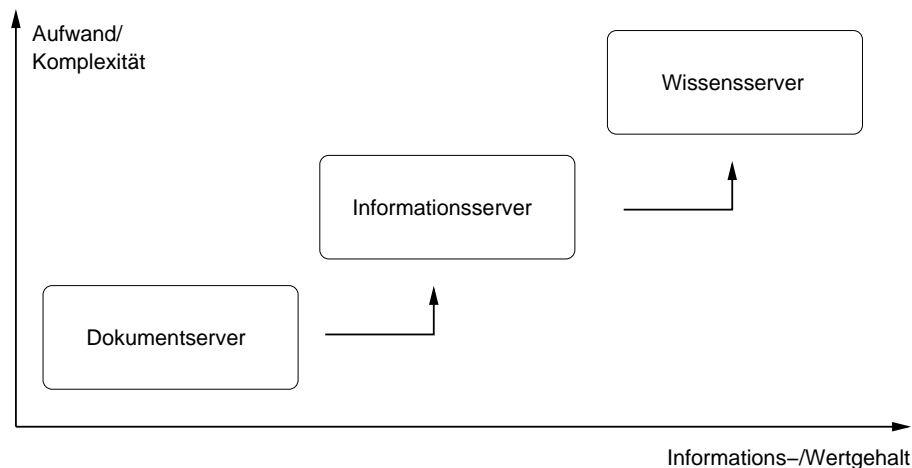 Aufwand/
Komplexität
Wissensserver
Informationsserver
Dokumentserver
Informations−/Wertgehalt